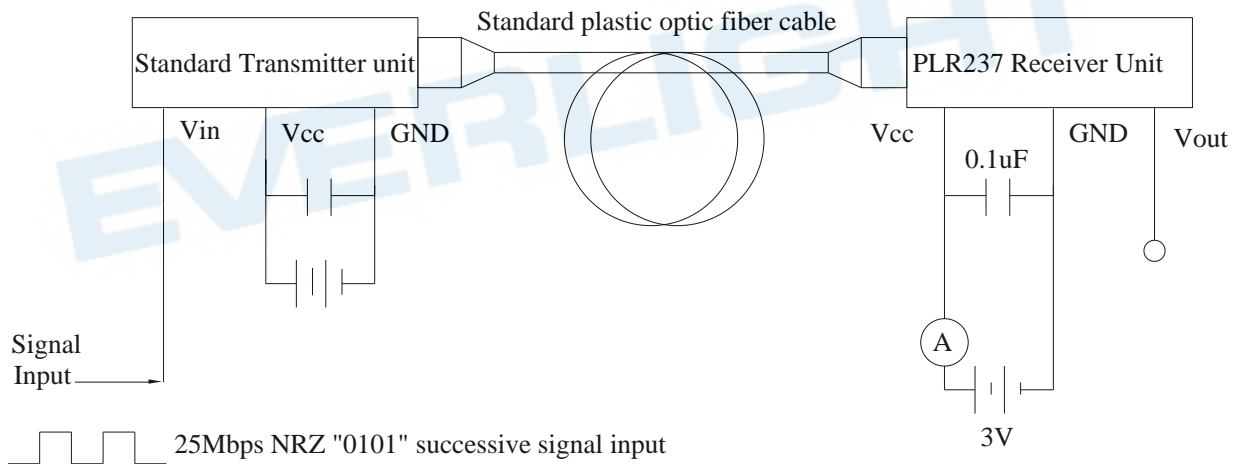 Standard plastic optic fiber cable
Standard Transmitter unit
PLR237 Receiver Unit
Vin
Vcc
GND
Vcc
GND
Vout
0.1uF
EVERLIGHT
A
Signal
Input
3V
25Mbps NRZ "0101" successive signal input